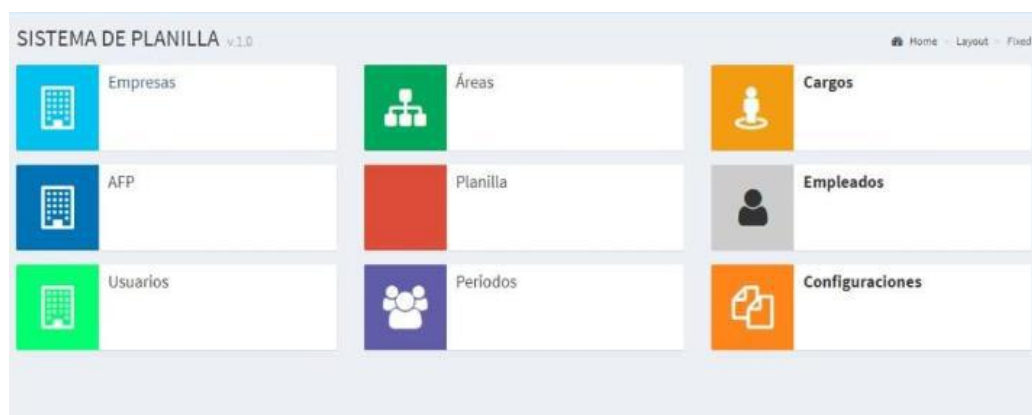 SISTEMA DE PLANILLA v.1.0
Home > Layout > Fixed
Empresas
Áreas
Cargos
AFP
Planilla
Empleados
Usuarios
Periodos
Configuraciones